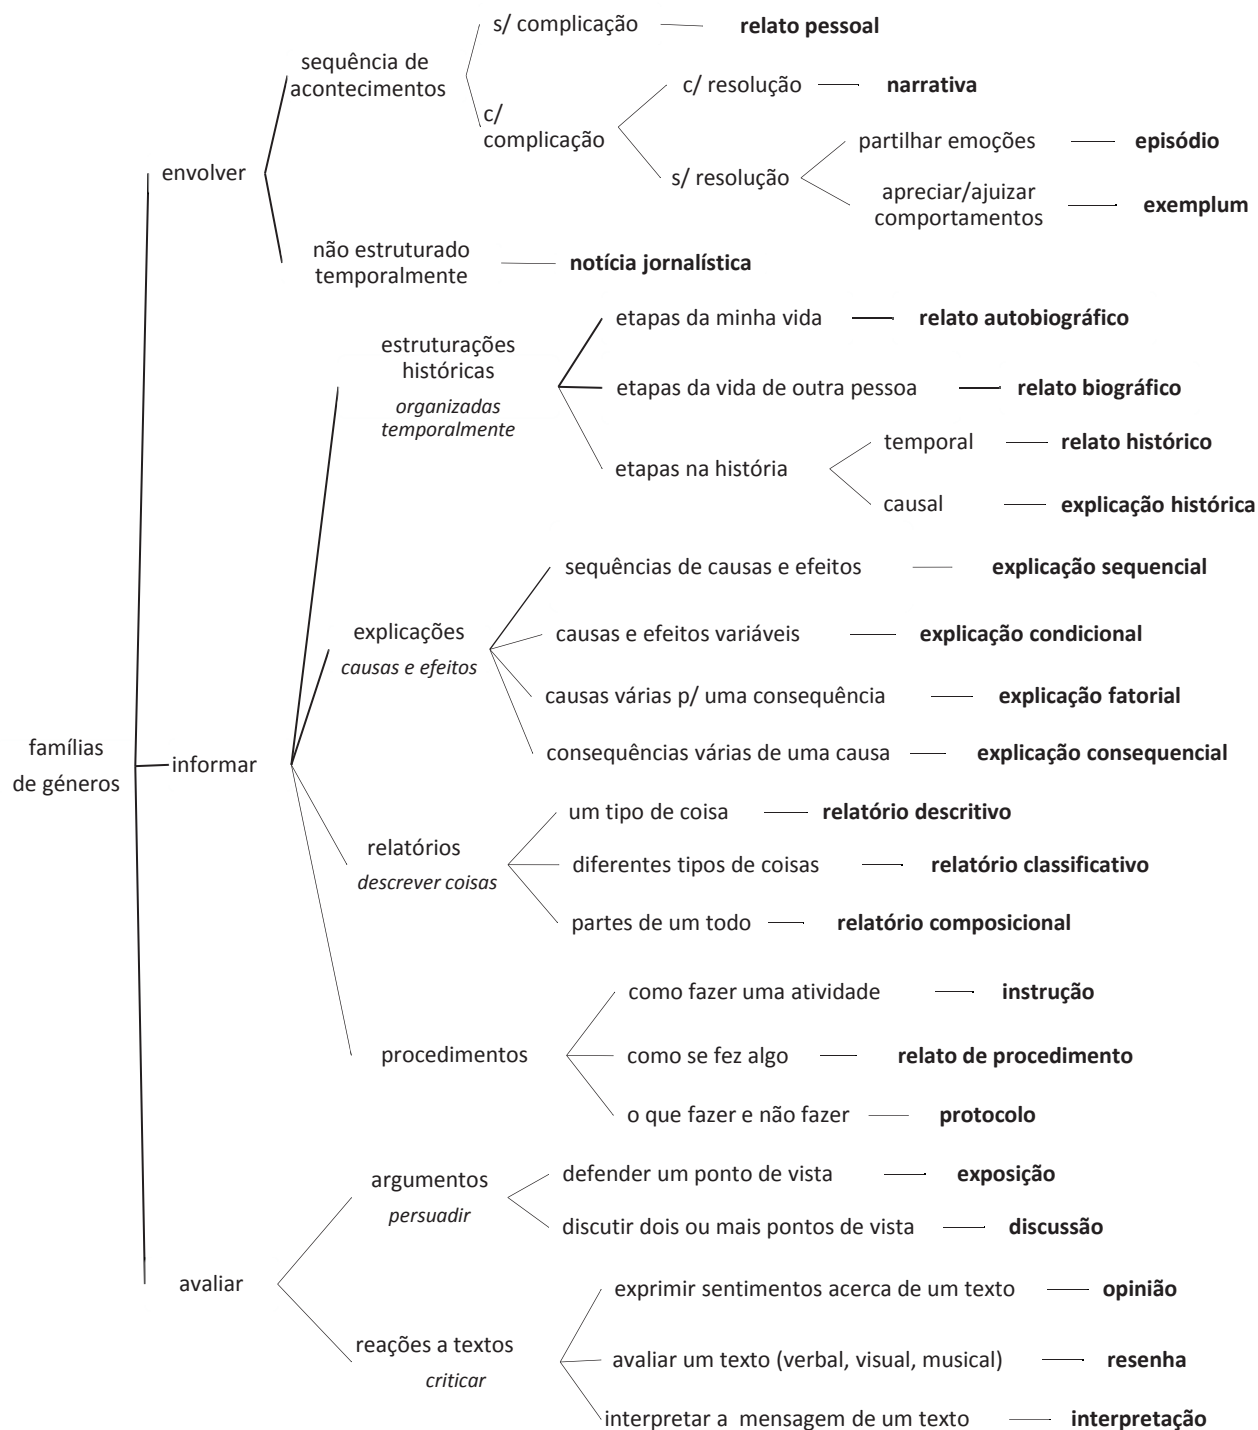 famílias
de géneros
envolver
sequência de
acontecimentos
s/ complicação
relato pessoal
c/
complicação
c/ resolução
narrativa
s/ resolução
partilhar emoções
episódio
apreciar/ajuizar
comportamentos
exemplum
não estruturado
temporalmente
notícia jornalística
informar
estruturações
históricas
organizadas
temporalmente
etapas da minha vida
relato autobiográfico
etapas da vida de outra pessoa
relato biográfico
etapas na história
temporal
relato histórico
causal
explicação histórica
explicações
causas e efeitos
sequências de causas e efeitos
explicação sequencial
causas e efeitos variáveis
explicação condicional
causas várias p/ uma consequência
explicação fatorial
consequências várias de uma causa
explicação consequencial
relatórios
descrever coisas
um tipo de coisa
relatório descritivo
diferentes tipos de coisas
relatório classificativo
partes de um todo
relatório composicional
procedimentos
como fazer uma atividade
instrução
como se fez algo
relato de procedimento
o que fazer e não fazer
protocolo
avaliar
argumentos
persuadir
defender um ponto de vista
exposição
discutir dois ou mais pontos de vista
discussão
reações a textos
criticar
exprimir sentimentos acerca de um texto
opinião
avaliar um texto (verbal, visual, musical)
resenha
interpretar a mensagem de um texto
interpretação